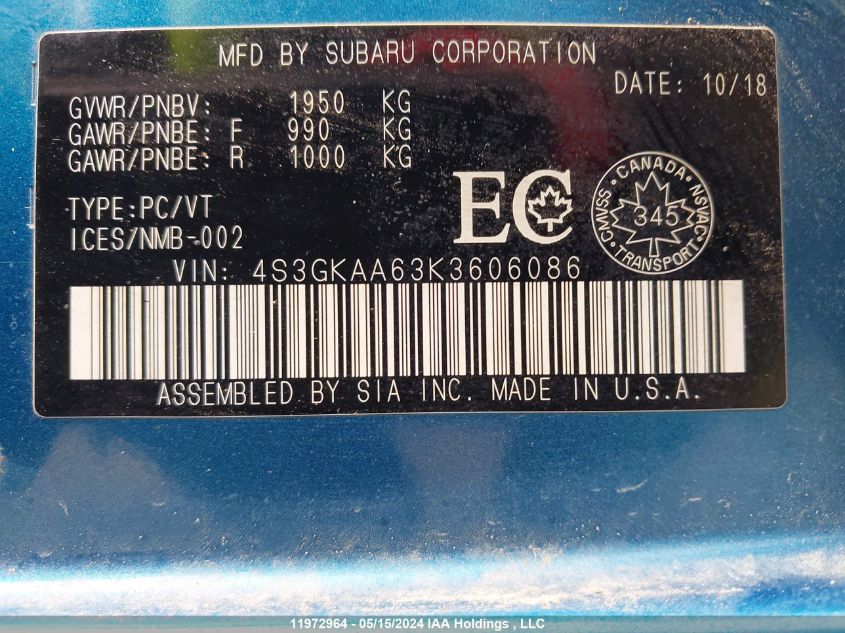 MFD BY SUBARU CORPORATION
DATE: 10/18
GVWR/PNBV: 1950 KG
GAWR/PNBE: F 990 KG
GAWR/PNBE: R 1000 KG
TYPE:PC/VT
ICES/NMB-002
EC
CANADA
CMVSS 345 NSVAC
TRANSPORT
VIN: 4S3GKAA63K3606086
ASSEMBLED BY SIA INC. MADE IN U.S.A.
11972964 - 05/15/2024 IAA Holdings , LLC